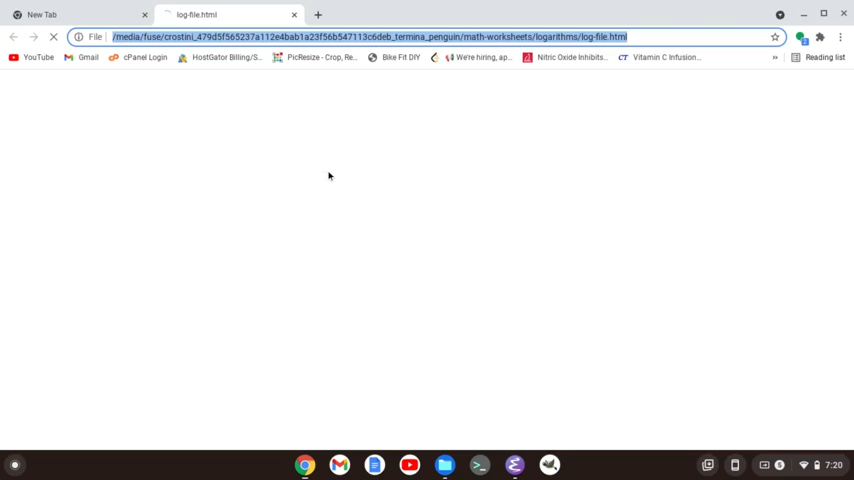 New Tab
log-file.html
File
/media/fuse/crostini_479d5f565237a112e4bab1a23f56b547113c6deb_termina_penguin/math-worksheets/logarithms/log-file.html
YouTube
Gmail
cPanel Login
HostGator Billing/S...
PicResize - Crop, Re...
Bike Fit DIY
We're hiring, ap...
Nitric Oxide Inhibits...
CT Vitamin C Infusion...
»
Reading list
5
7:20